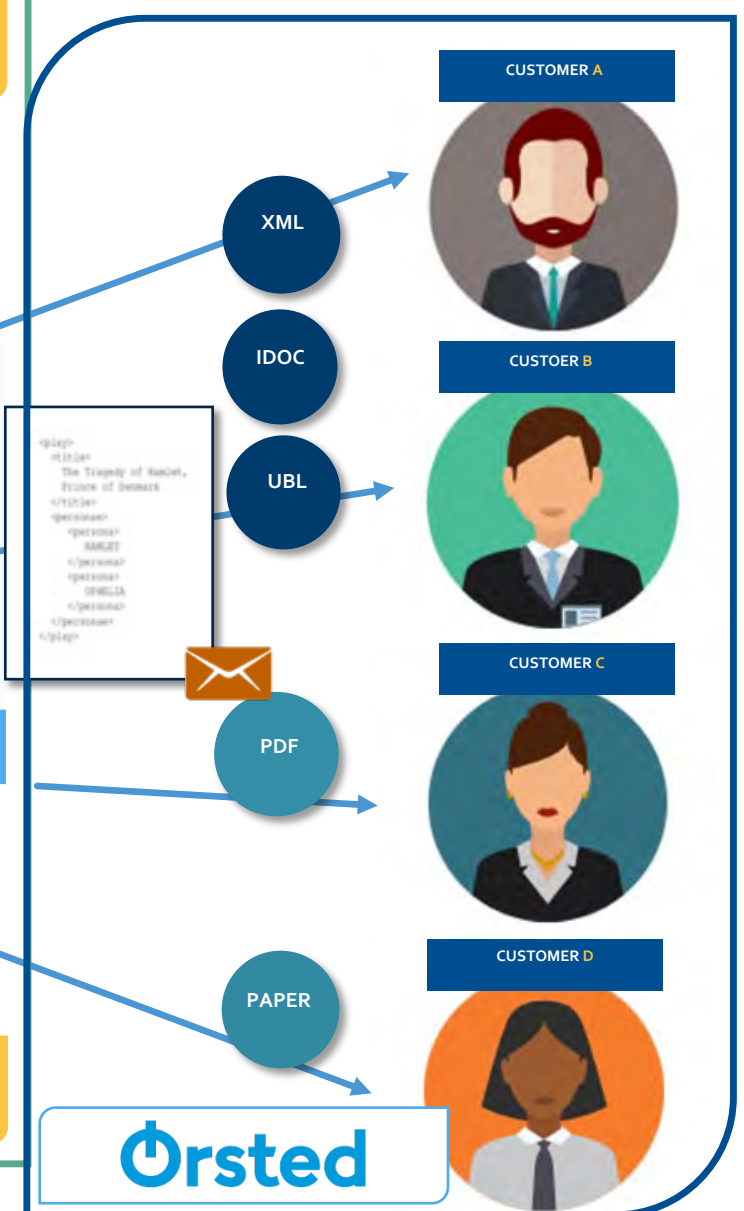 CUSTOMER A
XML
IDOC
CUSTOER B
<play>
<title>
The Tragedy of Hamlet,
Prince of Denmark
</title>
<personae>
<persona>
HAMLET
</persona>
<persona>
OPHELIA
</persona>
</personae>
</play>
UBL
CUSTOMER C
PDF
CUSTOMER D
PAPER
Ørsted